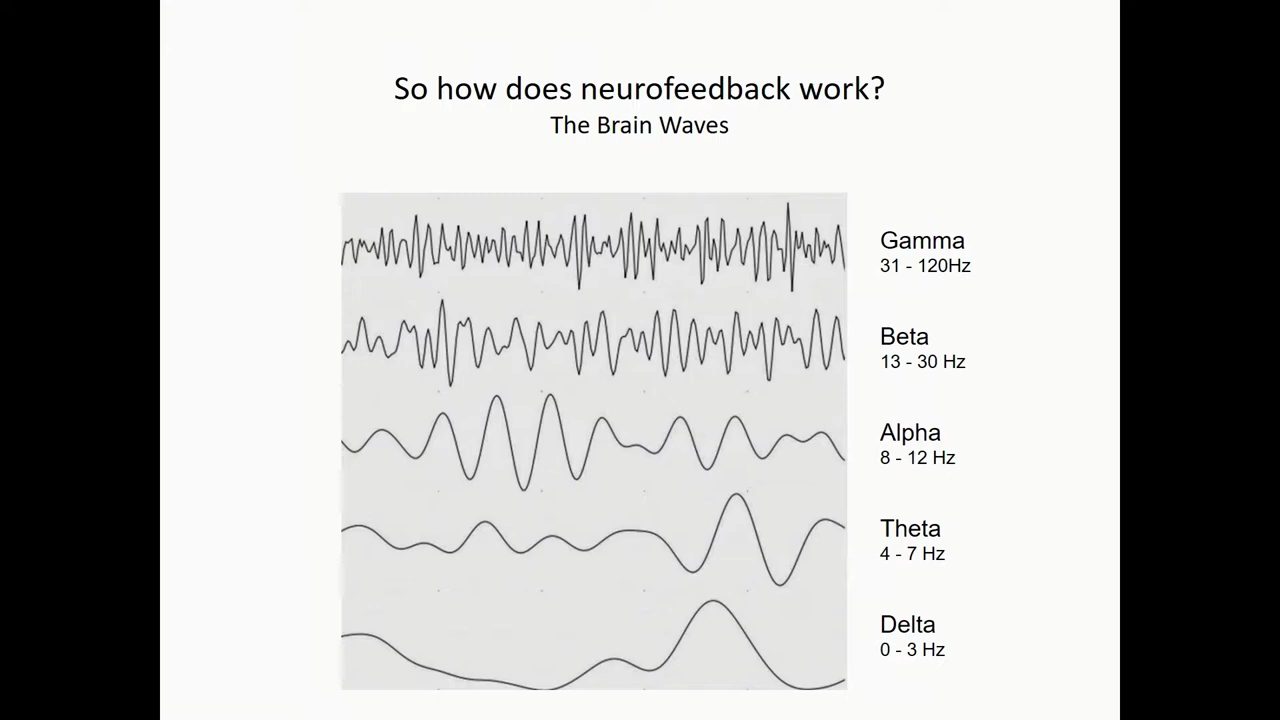 So how does neurofeedback work?
The Brain Waves
Gamma
31 - 120Hz
Beta
13 - 30 Hz
Alpha
8 - 12 Hz
Theta
4 - 7 Hz
Delta
0 - 3 Hz